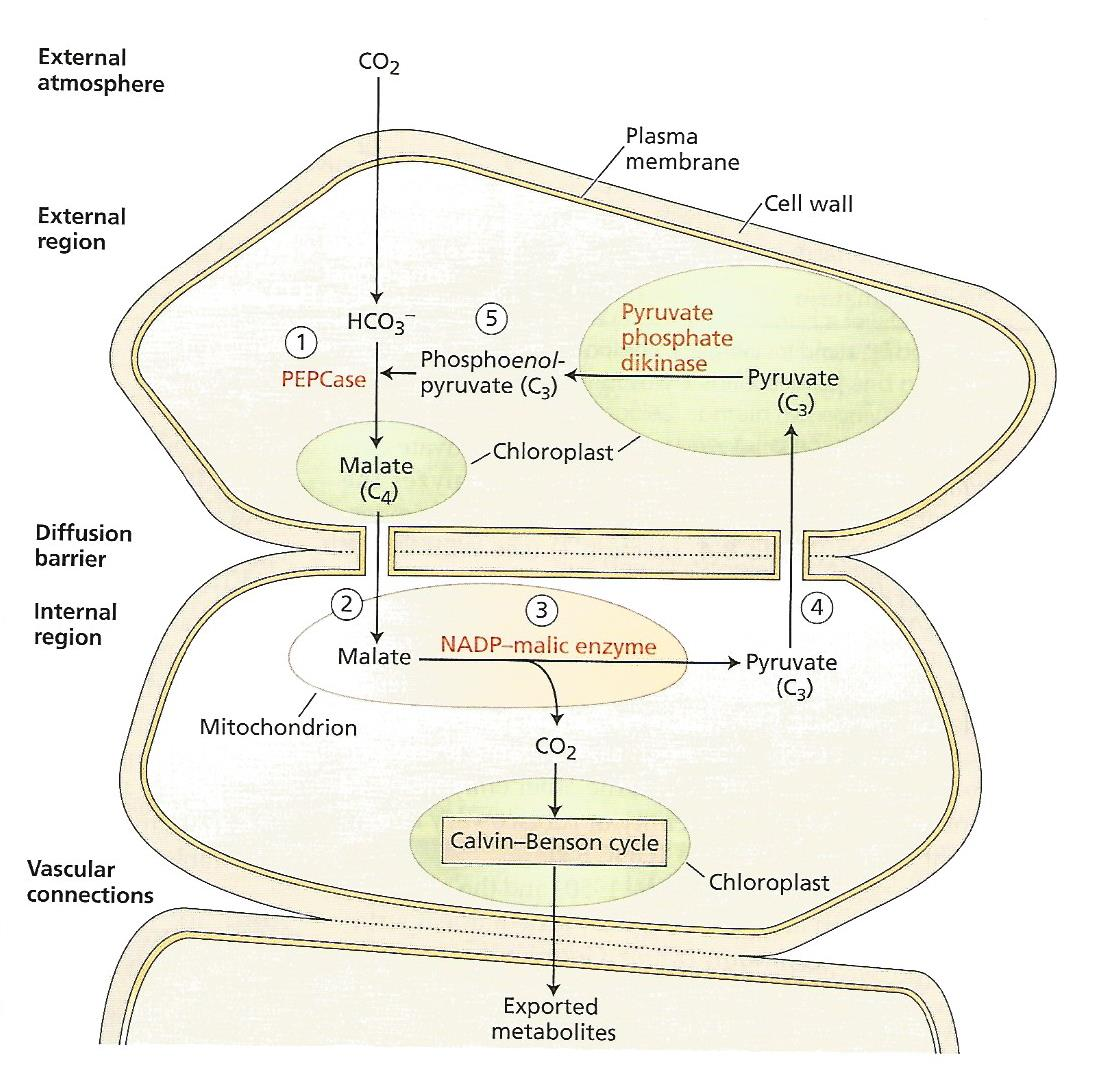 External
atmosphere
CO₂
Plasma
membrane
Cell wall
External
region
HCO₃⁻
①
PEPCase
⑤
Phosphoenol-
pyruvate (C₃)
Pyruvate
phosphate
dikinase
Pyruvate
(C₃)
Chloroplast
Malate
(C₄)
Diffusion
barrier
Internal
region
②
③
④
Malate
NADP–malic enzyme
Pyruvate
(C₃)
Mitochondrion
CO₂
Calvin–Benson cycle
Chloroplast
Vascular
connections
Exported
metabolites